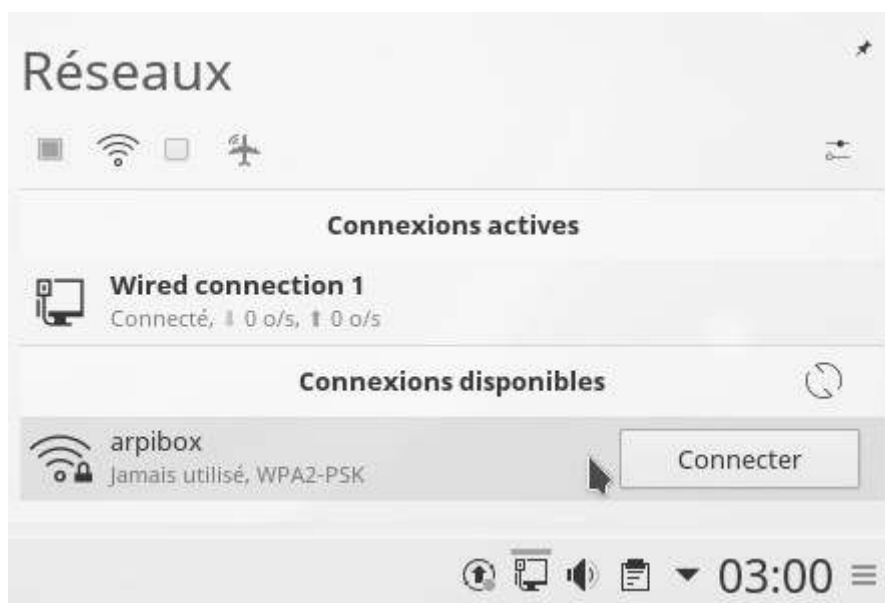 Réseaux
Connexions actives
Wired connection 1
Connecté, ⬇ 0 o/s, ⬆ 0 o/s
Connexions disponibles
arpibox
Jamais utilisé, WPA2-PSK
Connecter
03:00